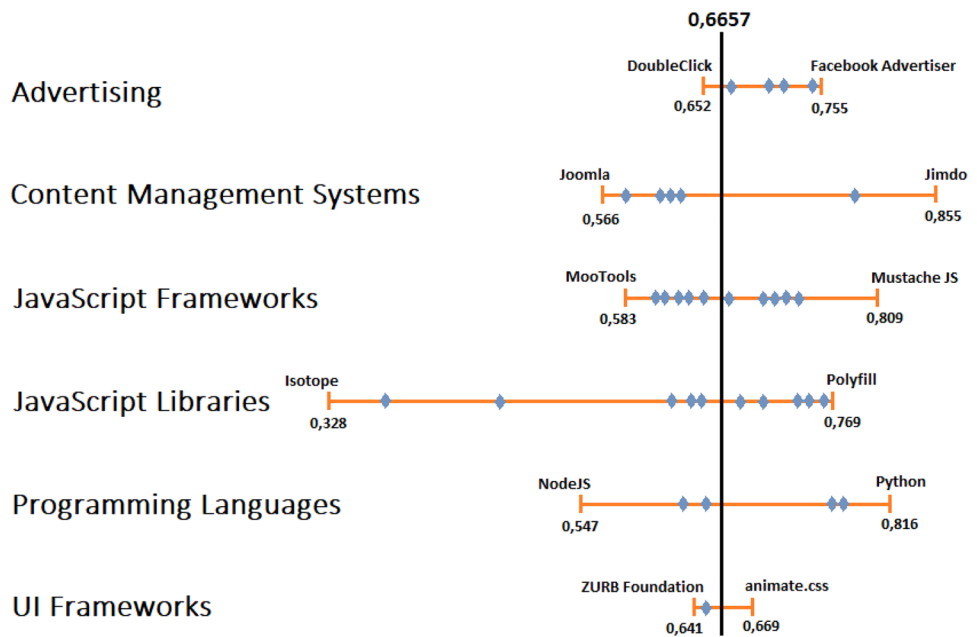 0,6657
Advertising
DoubleClick
Facebook Advertiser
0,652
0,755
Content Management Systems
Joomla
Jimdo
0,566
0,855
JavaScript Frameworks
MooTools
Mustache JS
0,583
0,809
JavaScript Libraries
Isotope
Polyfill
0,328
0,769
Programming Languages
NodeJS
Python
0,547
0,816
UI Frameworks
ZURB Foundation
animate.css
0,641
0,669